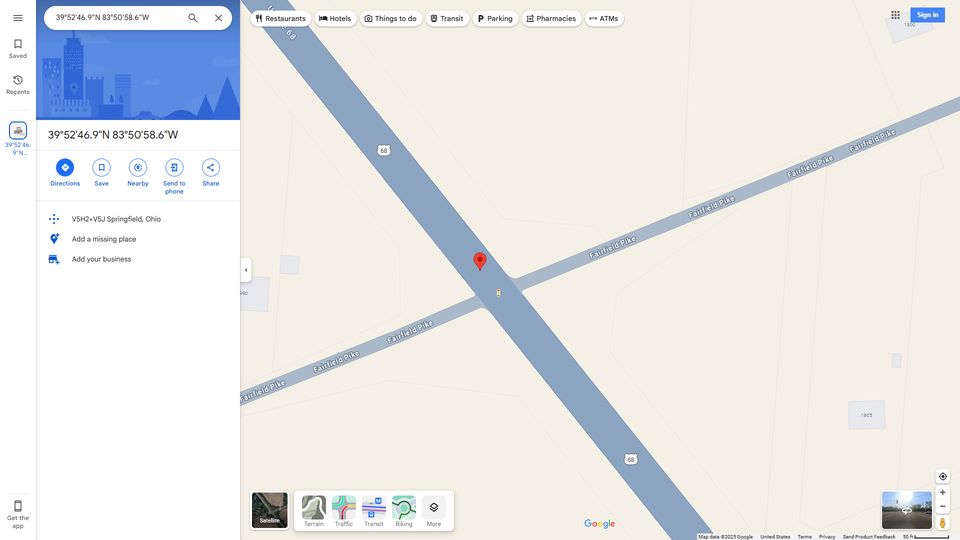 39°52'46.9"N 83°50'58.6"W
Restaurants
Hotels
Things to do
Transit
Parking
Pharmacies
ATMs
Sign in
Saved
Recents
39°52'46.
9"N...
39°52'46.9"N 83°50'58.6"W
Directions
Save
Nearby
Send to
phone
Share
V5H2+V5J Springfield, Ohio
Add a missing place
Add your business
Get the
app
68
68
68
1800
Fairfield Pike
Fairfield Pike
Fairfield Pike
Fairfield Pike
Fairfield Pike
Fairfield Pike
Fairfield Pike
1805
Satellite
Terrain
Traffic
Transit
Biking
More
Google
Map data ©2025 Google United States Terms Privacy Send Product Feedback 50 ft